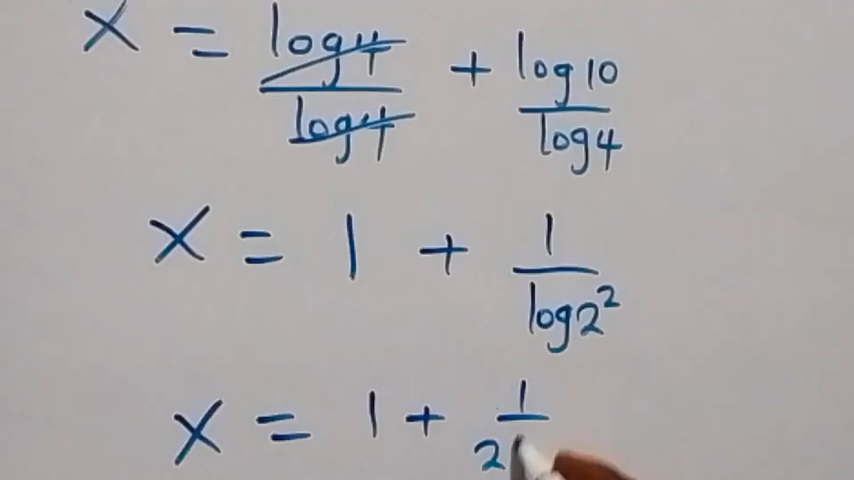 x = log4/log4 + log10/log4
x = 1 + 1/log2²
x = 1 + 1/2